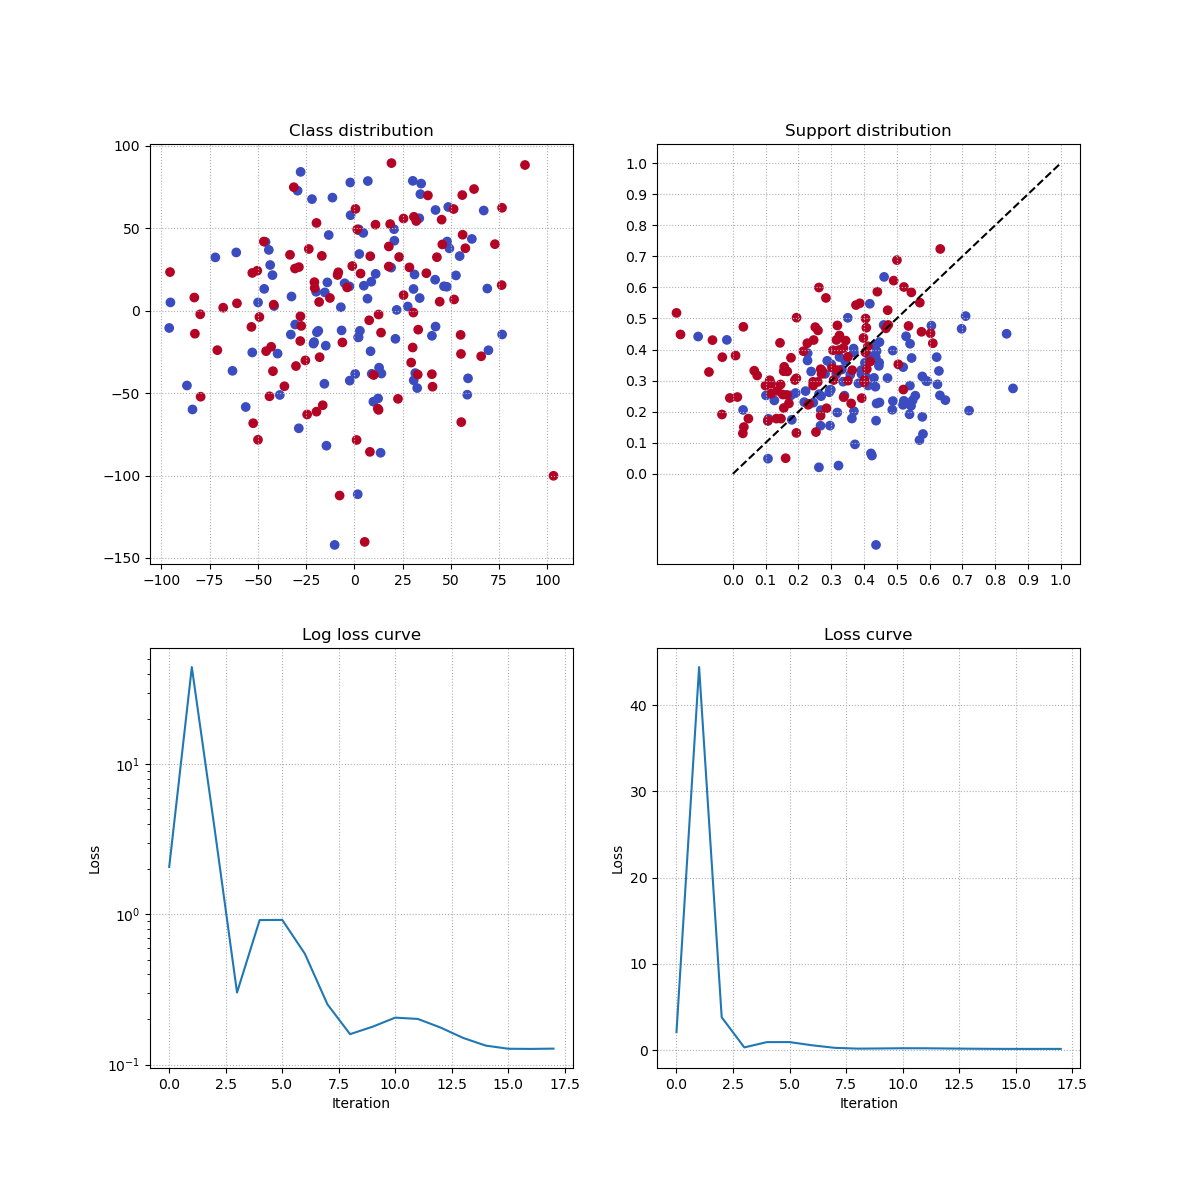 Class distribution
100
50
0
−50
−100
−150
−100 −75 −50 −25 0 25 50 75 100
Support distribution
1.0
0.9
0.8
0.7
0.6
0.5
0.4
0.3
0.2
0.1
0.0
0.0 0.1 0.2 0.3 0.4 0.5 0.6 0.7 0.8 0.9 1.0
Log loss curve
Loss
10¹
10⁰
10⁻¹
0.0 2.5 5.0 7.5 10.0 12.5 15.0 17.5
Iteration
Loss curve
Loss
40
30
20
10
0
0.0 2.5 5.0 7.5 10.0 12.5 15.0 17.5
Iteration